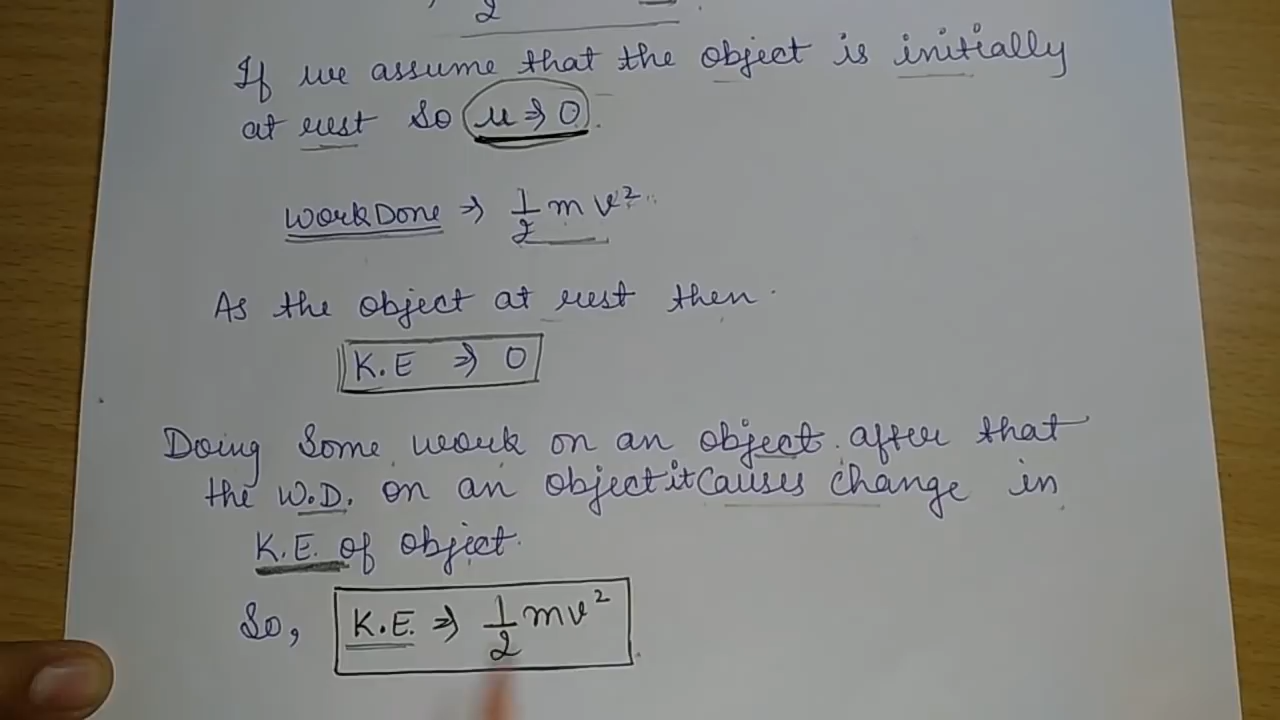 2
If we assume that the object is initially
at rest So u ⇒ 0.
Work Done ⇒ 1/2 m v²
As the object at rest then
K.E ⇒ 0
Doing Some work on an object. after that
the W.D. on an object it causes change in
K.E. of object.
So, K.E. ⇒ 1/2 mv²